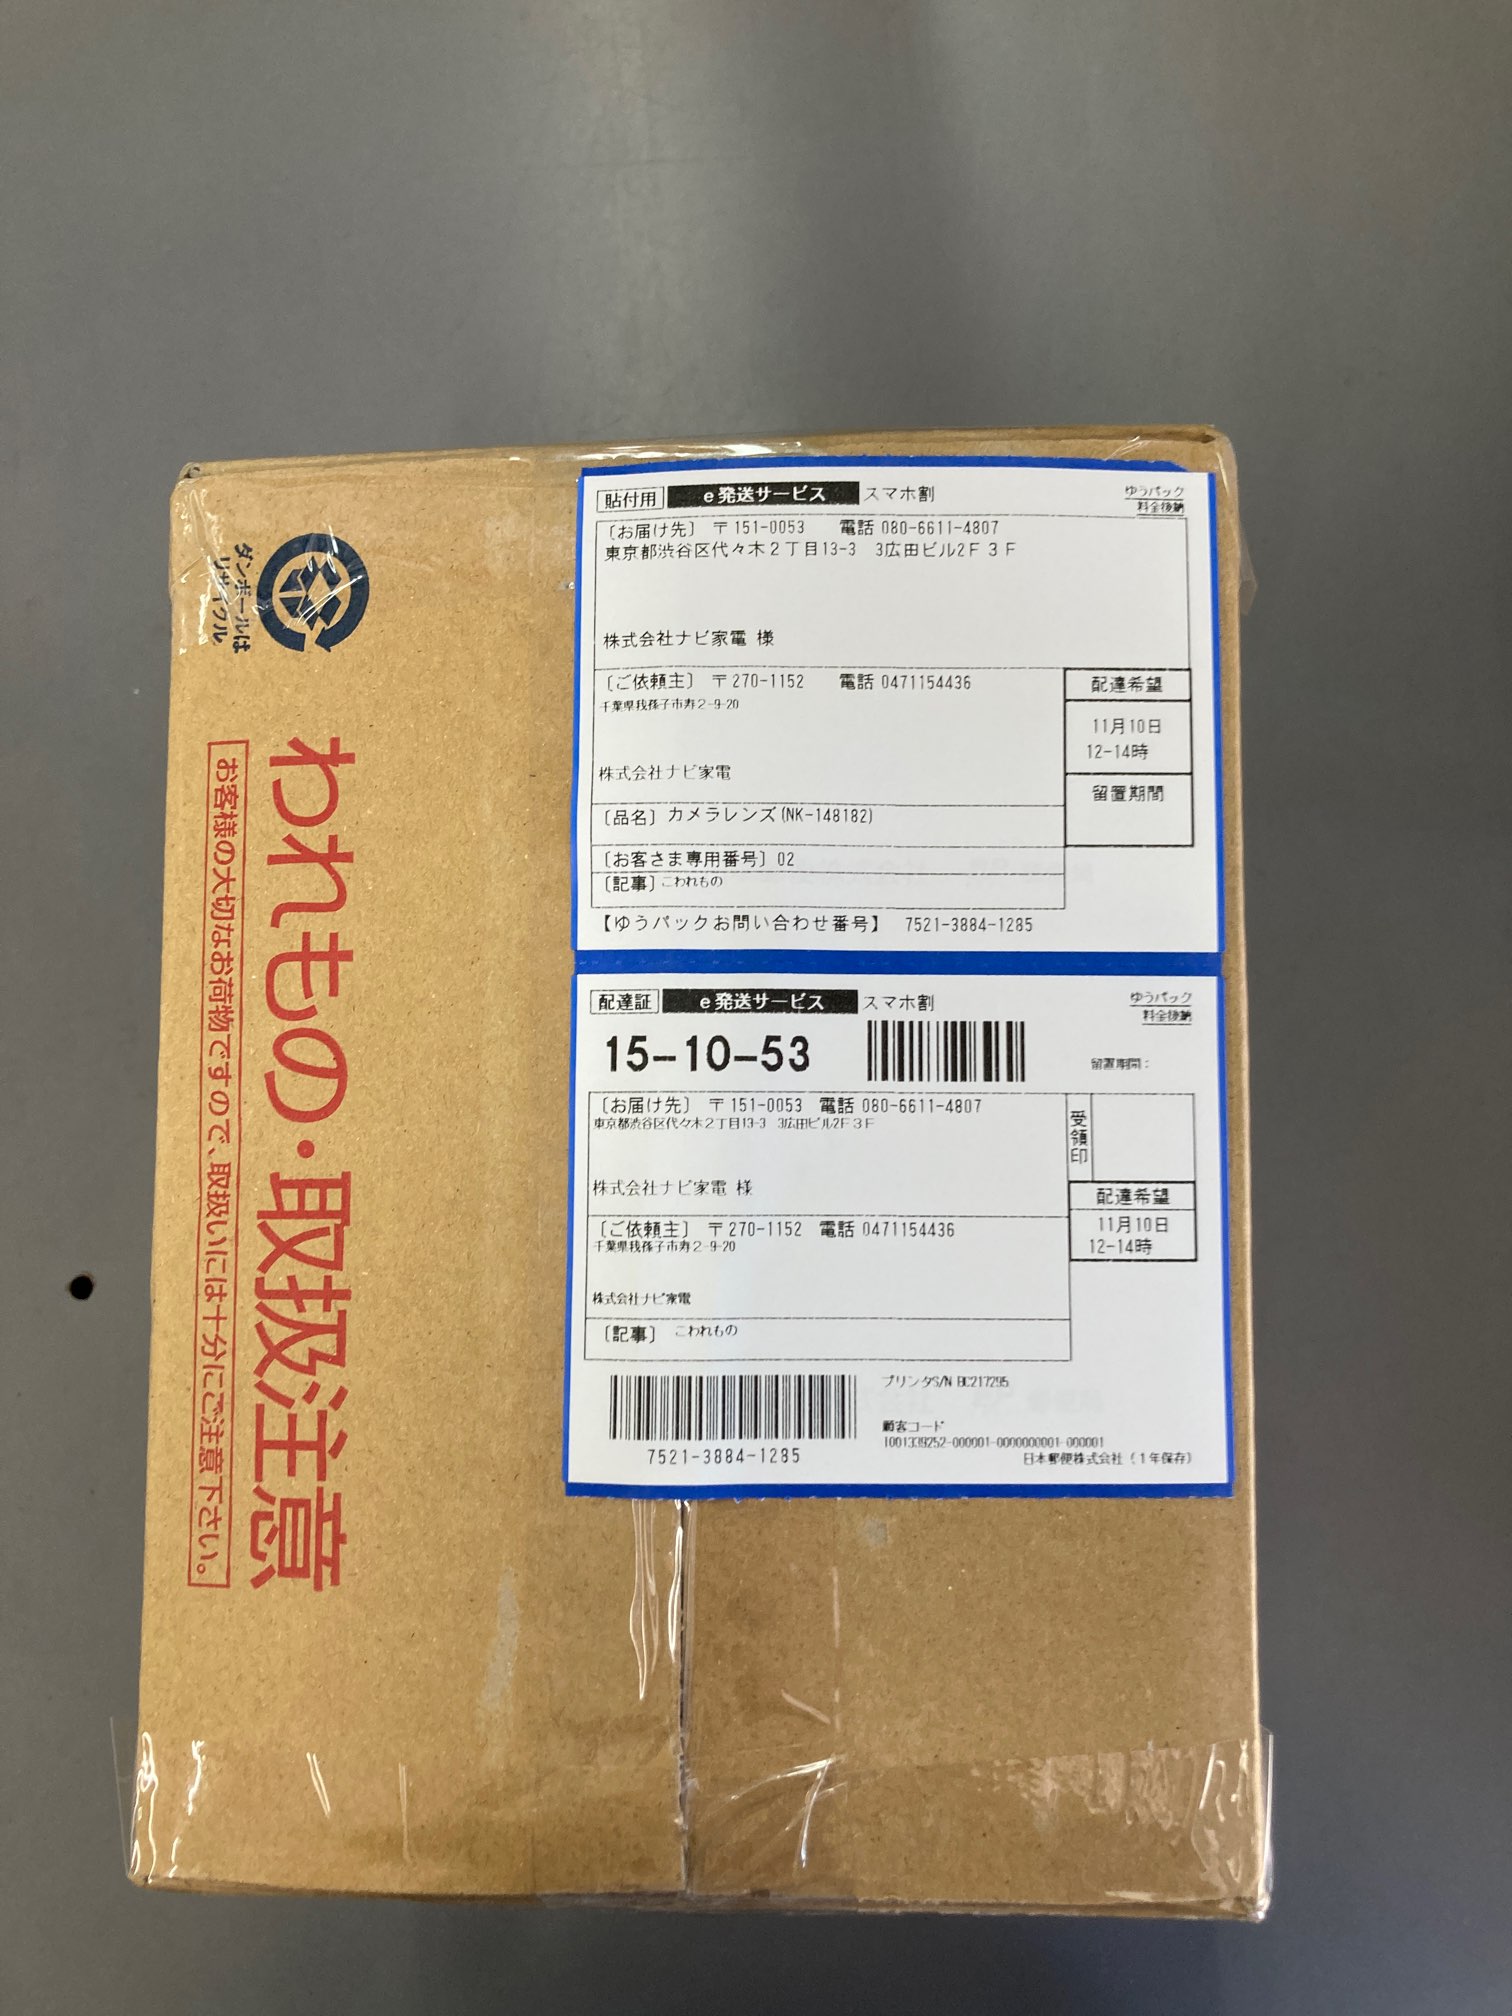 ダンボールは
リサイクル
われもの・取扱注意
お客様の大切なお荷物ですので、取扱いには十分にご注意下さい。
貼付用 e発送サービス スマホ割
ゆうパック
料金後納
［お届け先］ 〒151-0053 電話 080-6611-4807
東京都渋谷区代々木２丁目13-3 3広田ビル2Ｆ３Ｆ
株式会社ナビ家電 様
［ご依頼主］ 〒270-1152 電話 0471154436
千葉県我孫子市寿２-9-20
株式会社ナビ家電
配達希望
11月10日
12-14時
留置期間
［品名］カメラレンズ(NK-148182)
［お客さま専用番号］02
［記事］こわれもの
【ゆうパックお問い合わせ番号】 7521-3884-1285
配達証 e発送サービス スマホ割
ゆうパック
料金後納
15-10-53
留置期間：
［お届け先］ 〒151-0053 電話 080-6611-4807
東京都渋谷区代々木２丁目13-3 3広田ビル2Ｆ３Ｆ
株式会社ナビ家電 様
受領印
［ご依頼主］ 〒270-1152 電話 0471154436
千葉県我孫子市寿２-9-20
株式会社ナビ家電
配達希望
11月10日
12-14時
［記事］ こわれもの
プリンタS/N BC217295
7521-3884-1285
顧客コード
1001339252-000001-0000000001-000001
日本郵便株式会社（１年保存）